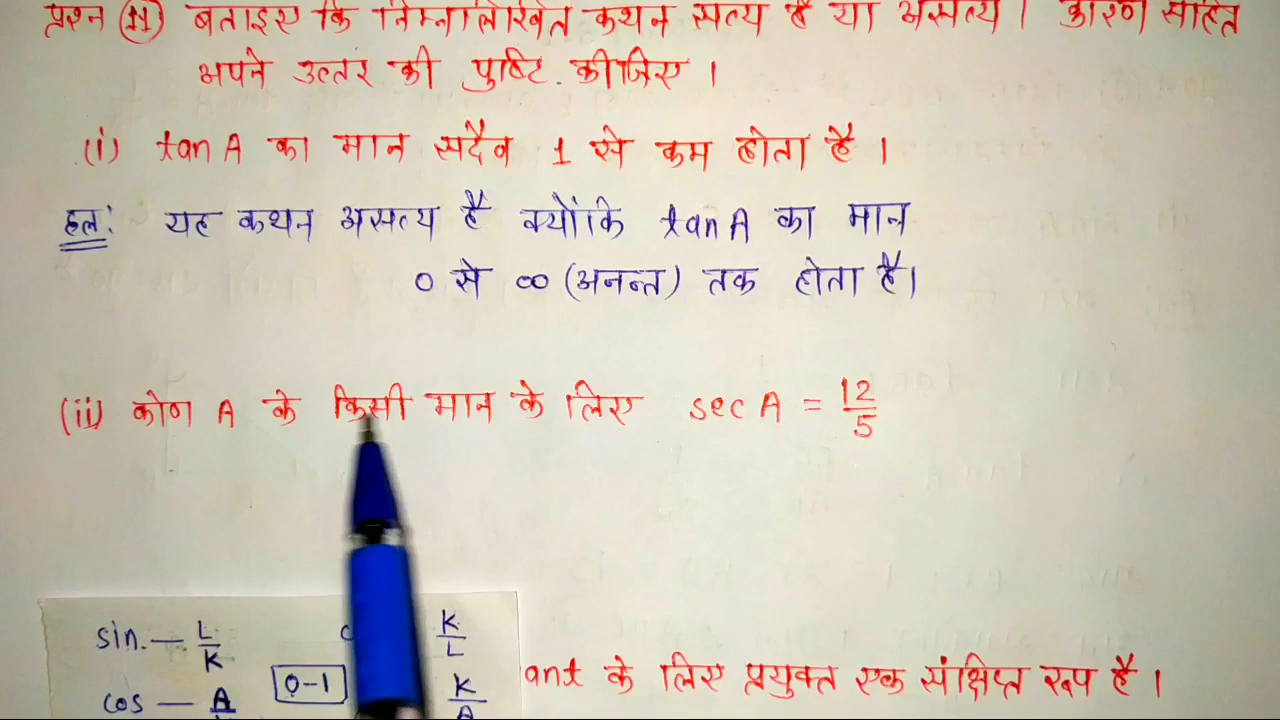 प्रश्न (11) बताइए कि निम्नलिखित कथन सत्य है या असत्य। कारण सहित
अपने उत्तर की पुष्टि कीजिए।
(i) tan A का मान सदैव 1 से कम होता है।
हल: यह कथन असत्य है क्योंकि tan A का मान
0 से ∞ (अनन्त) तक होता है।
(ii) कोण A के किसी मान के लिए sec A = 12/5
sin. — L/K
K/L
cos — A
0-1
K/A
ant के लिए प्रयुक्त एक संक्षिप्त रूप है।